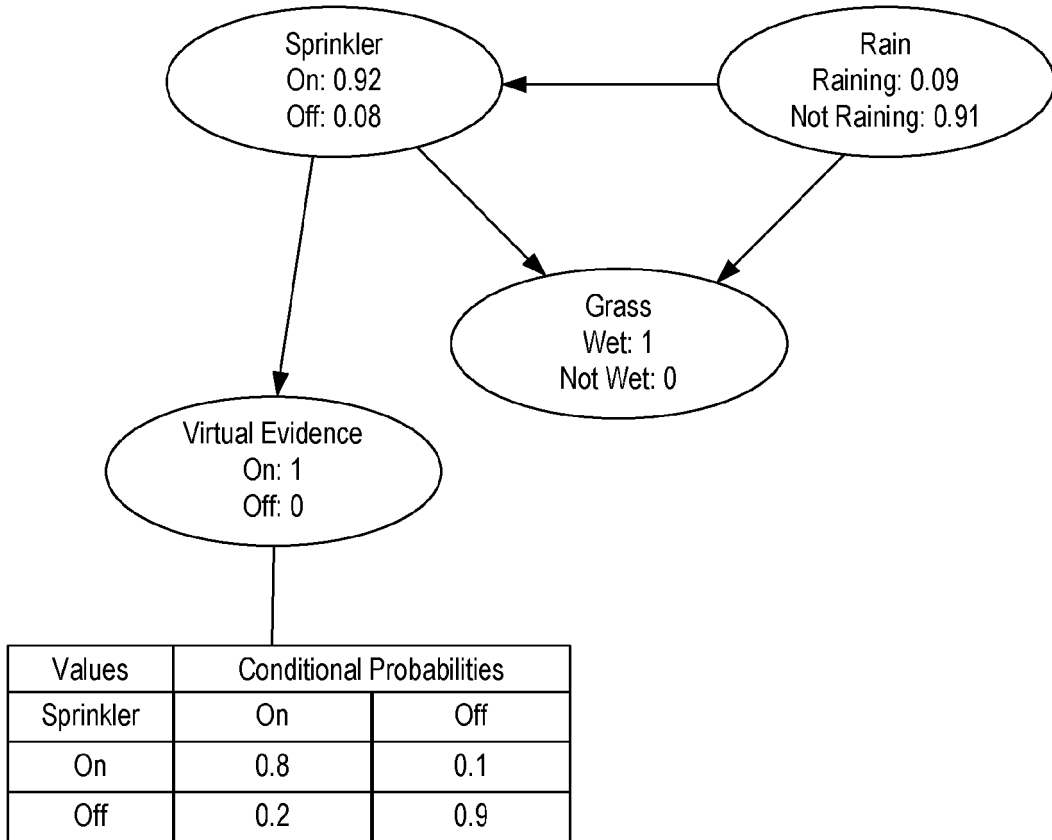 Sprinkler
On: 0.92
Off: 0.08
Rain
Raining: 0.09
Not Raining: 0.91
Grass
Wet: 1
Not Wet: 0
Virtual Evidence
On: 1
Off: 0
Values Conditional Probabilities
Sprinkler On Off
On 0.8 0.1
Off 0.2 0.9